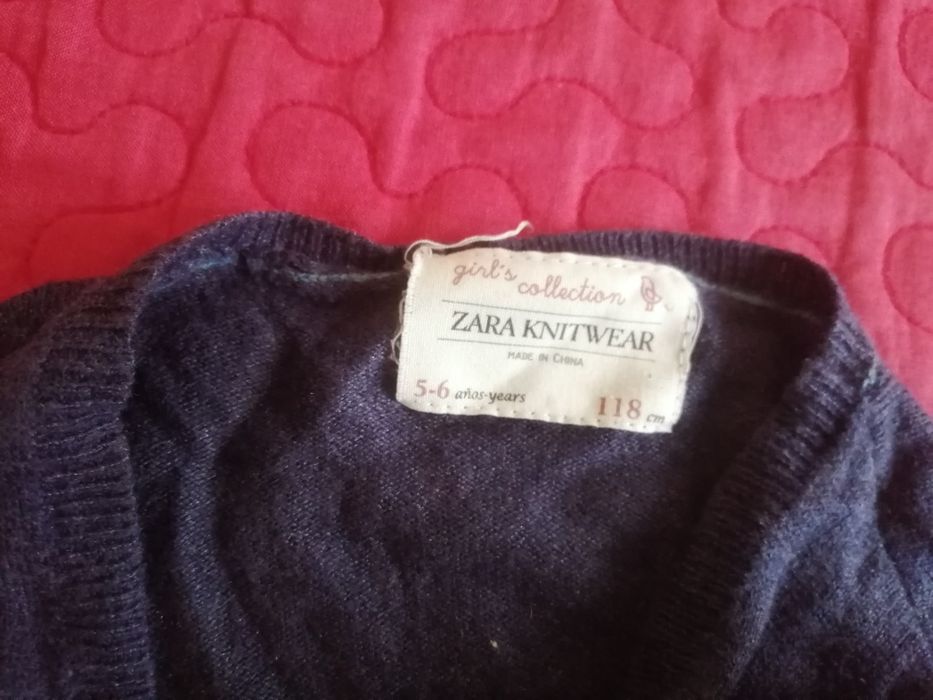 girl's
collection
ZARA KNITWEAR
MADE IN CHINA
5-6 años-years 118 cm